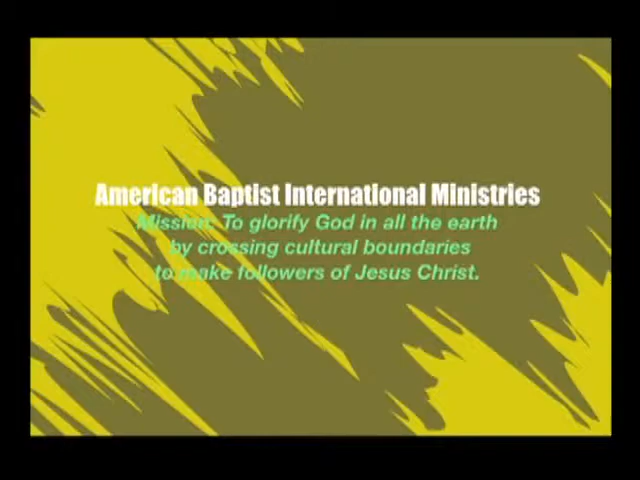 American Baptist International Ministries
Mission: To glorify God in all the earth
by crossing cultural boundaries
to make followers of Jesus Christ.